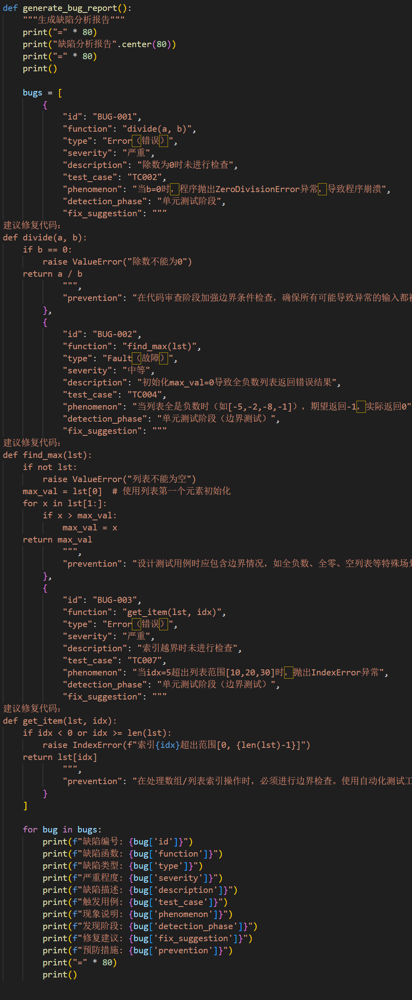 def generate_bug_report():
    """生成缺陷分析报告"""
    print("=" * 80)
    print("缺陷分析报告".center(80))
    print("=" * 80)
    print()

    bugs = [
        {
            "id": "BUG-001",
            "function": "divide(a, b)",
            "type": "Error（错误）",
            "severity": "严重",
            "description": "除数为0时未进行检查",
            "test_case": "TC002",
            "phenomenon": "当b=0时，程序抛出ZeroDivisionError异常，导致程序崩溃",
            "detection_phase": "单元测试阶段",
            "fix_suggestion": """
建议修复代码：
def divide(a, b):
    if b == 0:
        raise ValueError("除数不能为0")
    return a / b
            """,
            "prevention": "在代码审查阶段加强边界条件检查，确保所有可能导致异常的输入都
        },
        {
            "id": "BUG-002",
            "function": "find_max(lst)",
            "type": "Fault（故障）",
            "severity": "中等",
            "description": "初始化max_val=0导致全负数列表返回错误结果",
            "test_case": "TC004",
            "phenomenon": "当列表全是负数时（如[-5,-2,-8,-1]），期望返回-1，实际返回0"
            "detection_phase": "单元测试阶段（边界测试）",
            "fix_suggestion": """
建议修复代码：
def find_max(lst):
    if not lst:
        raise ValueError("列表不能为空")
    max_val = lst[0]  # 使用列表第一个元素初始化
    for x in lst[1:]:
        if x > max_val:
            max_val = x
    return max_val
            """,
            "prevention": "设计测试用例时应包含边界情况，如全负数、全零、空列表等特殊场
        },
        {
            "id": "BUG-003",
            "function": "get_item(lst, idx)",
            "type": "Error（错误）",
            "severity": "严重",
            "description": "索引越界时未进行检查",
            "test_case": "TC007",
            "phenomenon": "当idx=5超出列表范围[10,20,30]时，抛出IndexError异常",
            "detection_phase": "单元测试阶段（边界测试）",
            "fix_suggestion": """
建议修复代码：
def get_item(lst, idx):
    if idx < 0 or idx >= len(lst):
        raise IndexError(f"索引{idx}超出范围[0, {len(lst)-1}]")
    return lst[idx]
            """,
            "prevention": "在处理数组/列表索引操作时，必须进行边界检查。使用自动化测试工
        }
    ]

    for bug in bugs:
        print(f"缺陷编号: {bug['id']}")
        print(f"缺陷函数: {bug['function']}")
        print(f"缺陷类型: {bug['type']}")
        print(f"严重程度: {bug['severity']}")
        print(f"缺陷描述: {bug['description']}")
        print(f"触发用例: {bug['test_case']}")
        print(f"现象说明: {bug['phenomenon']}")
        print(f"发现阶段: {bug['detection_phase']}")
        print(f"修复建议: {bug['fix_suggestion']}")
        print(f"预防措施: {bug['prevention']}")
        print("=" * 80)
        print()